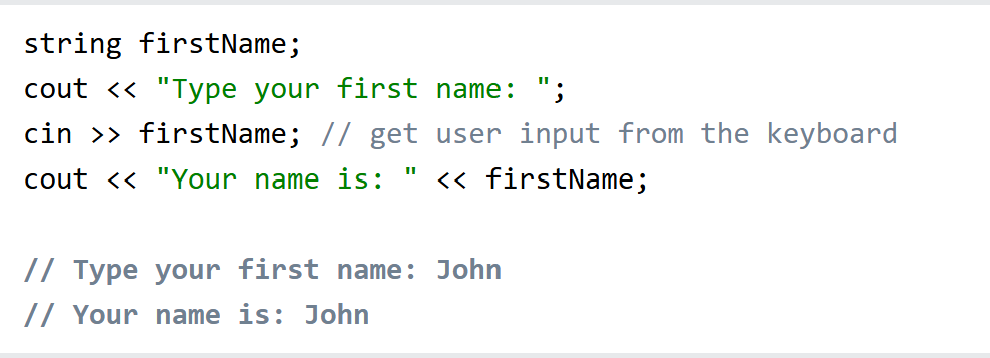 string firstName;
cout << "Type your first name: ";
cin >> firstName; // get user input from the keyboard
cout << "Your name is: " << firstName;
// Type your first name: John
// Your name is: John